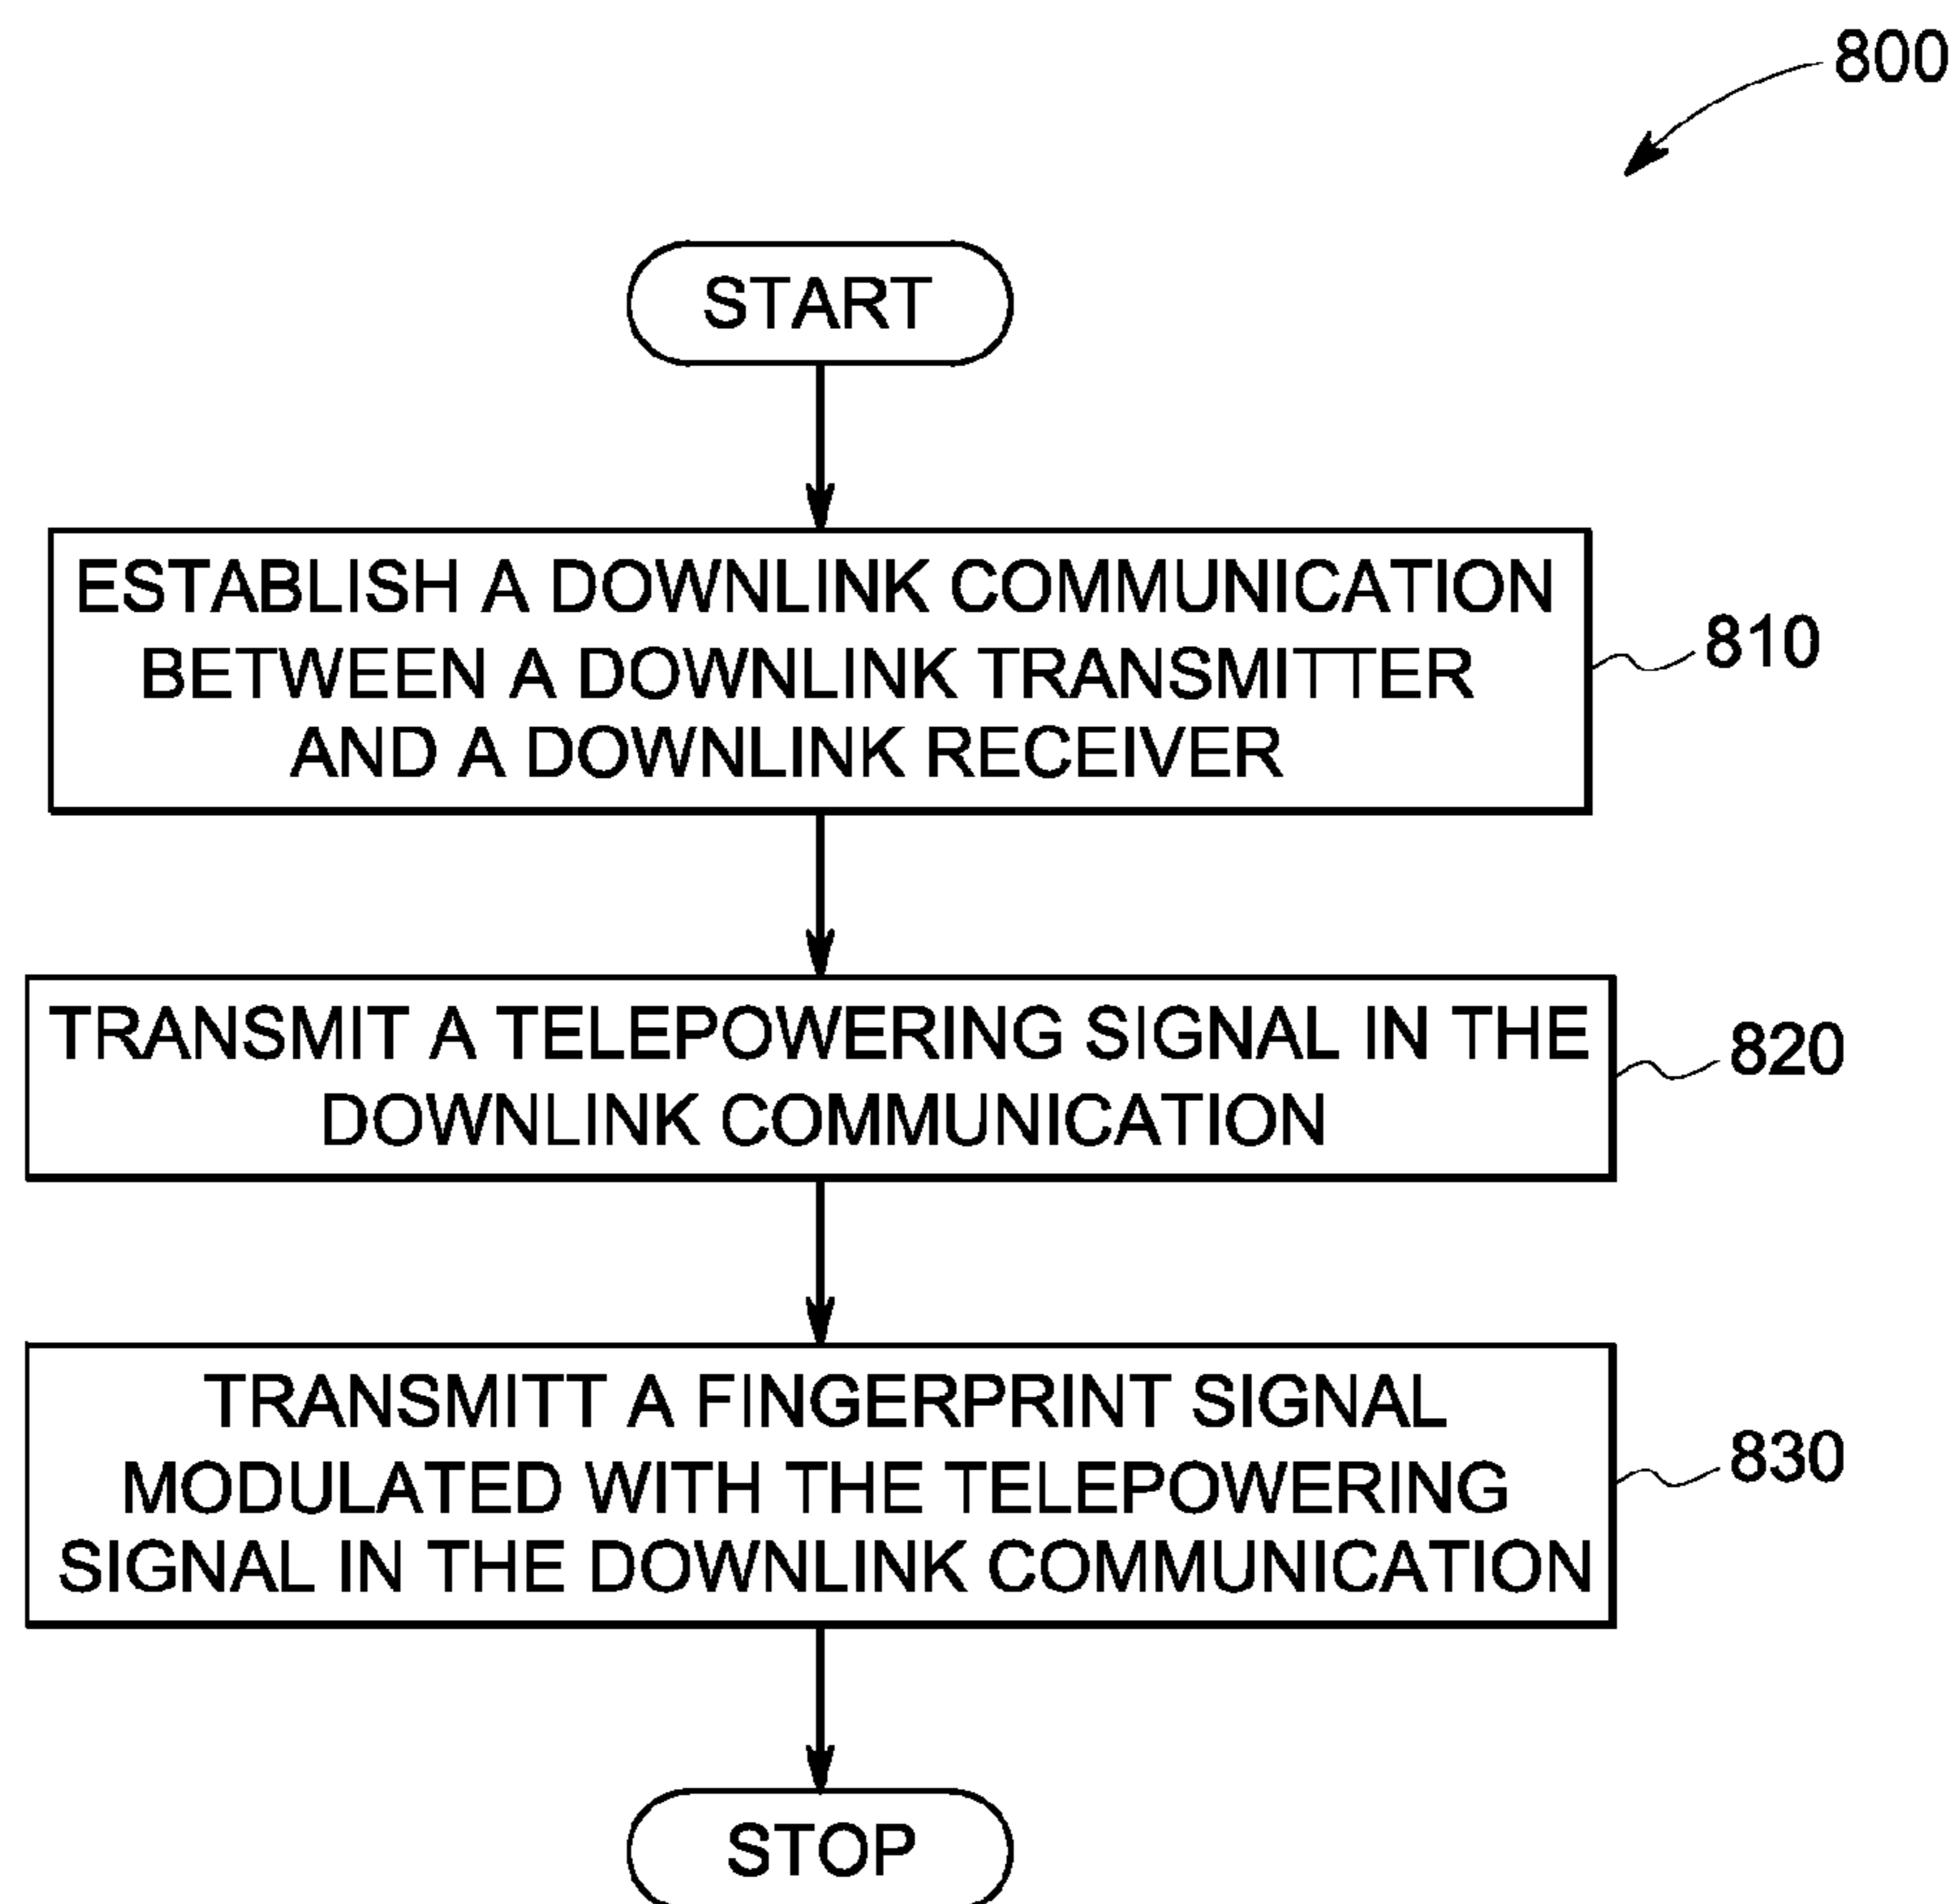 800
START
ESTABLISH A DOWNLINK COMMUNICATION
BETWEEN A DOWNLINK TRANSMITTER
AND A DOWNLINK RECEIVER
810
TRANSMIT A TELEPOWERING SIGNAL IN THE
DOWNLINK COMMUNICATION
820
TRANSMITT A FINGERPRINT SIGNAL
MODULATED WITH THE TELEPOWERING
SIGNAL IN THE DOWNLINK COMMUNICATION
830
STOP